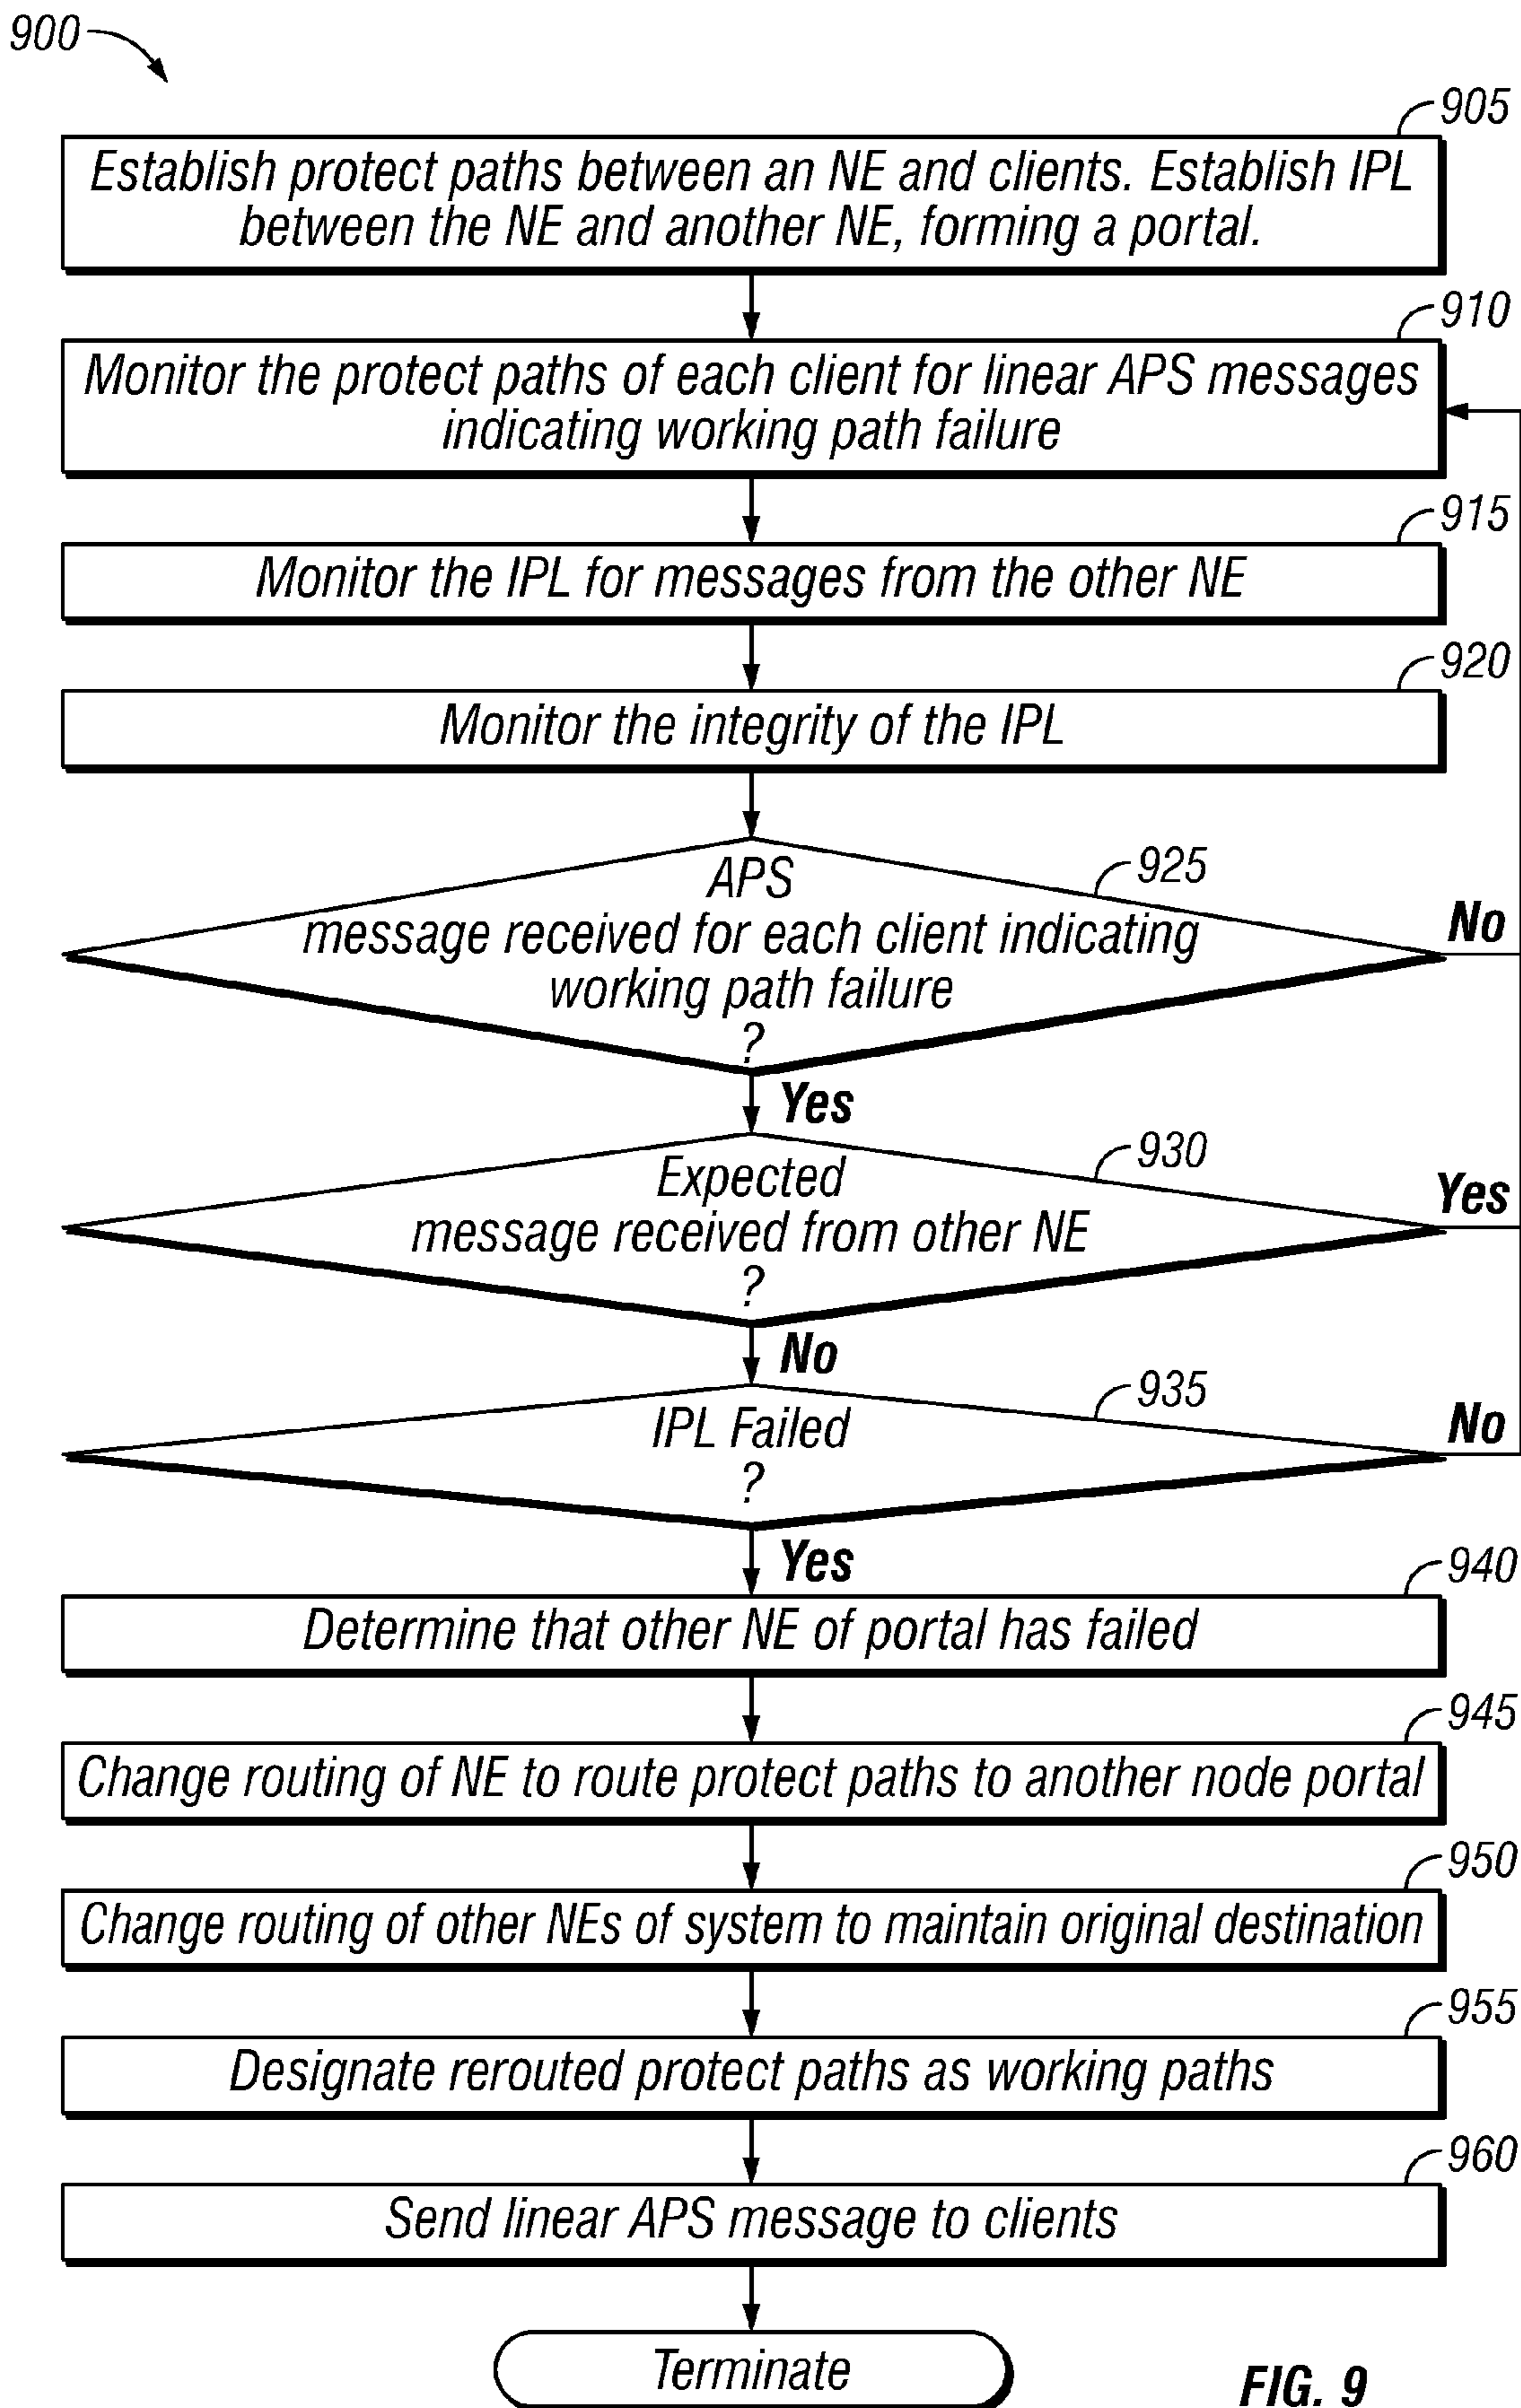 900
905
Establish protect paths between an NE and clients. Establish IPL
between the NE and another NE, forming a portal.
910
Monitor the protect paths of each client for linear APS messages
indicating working path failure
915
Monitor the IPL for messages from the other NE
920
Monitor the integrity of the IPL
925
APS
message received for each client indicating
working path failure
?
No
Yes
930
Expected
message received from other NE
?
Yes
No
935
IPL Failed
?
No
Yes
940
Determine that other NE of portal has failed
945
Change routing of NE to route protect paths to another node portal
950
Change routing of other NEs of system to maintain original destination
955
Designate rerouted protect paths as working paths
960
Send linear APS message to clients
Terminate
FIG. 9